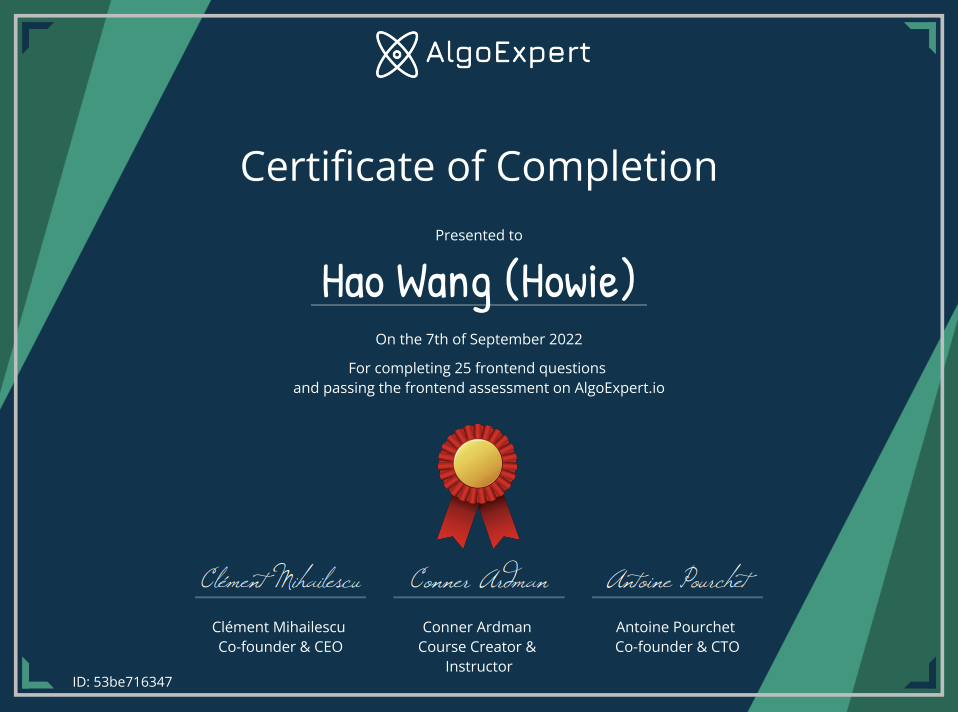 AlgoExpert
Certificate of Completion
Presented to
Hao Wang (Howie)
On the 7th of September 2022
For completing 25 frontend questions
and passing the frontend assessment on AlgoExpert.io
Clément Mihailescu
Conner Ardman
Antoine Pourchet
Clément Mihailescu
Co-founder & CEO
Conner Ardman
Course Creator &
Instructor
Antoine Pourchet
Co-founder & CTO
ID: 53be716347